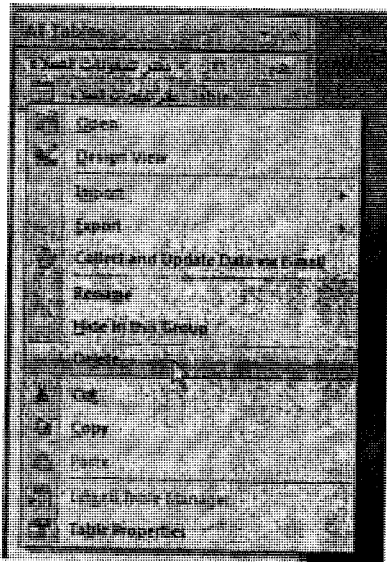 All Tables
Open
Design View
Import
Export
Collect and Update Data via E-mail
Rename
Hide in this Group
Delete
Cut
Copy
Paste
Linked Table Manager
Table Properties